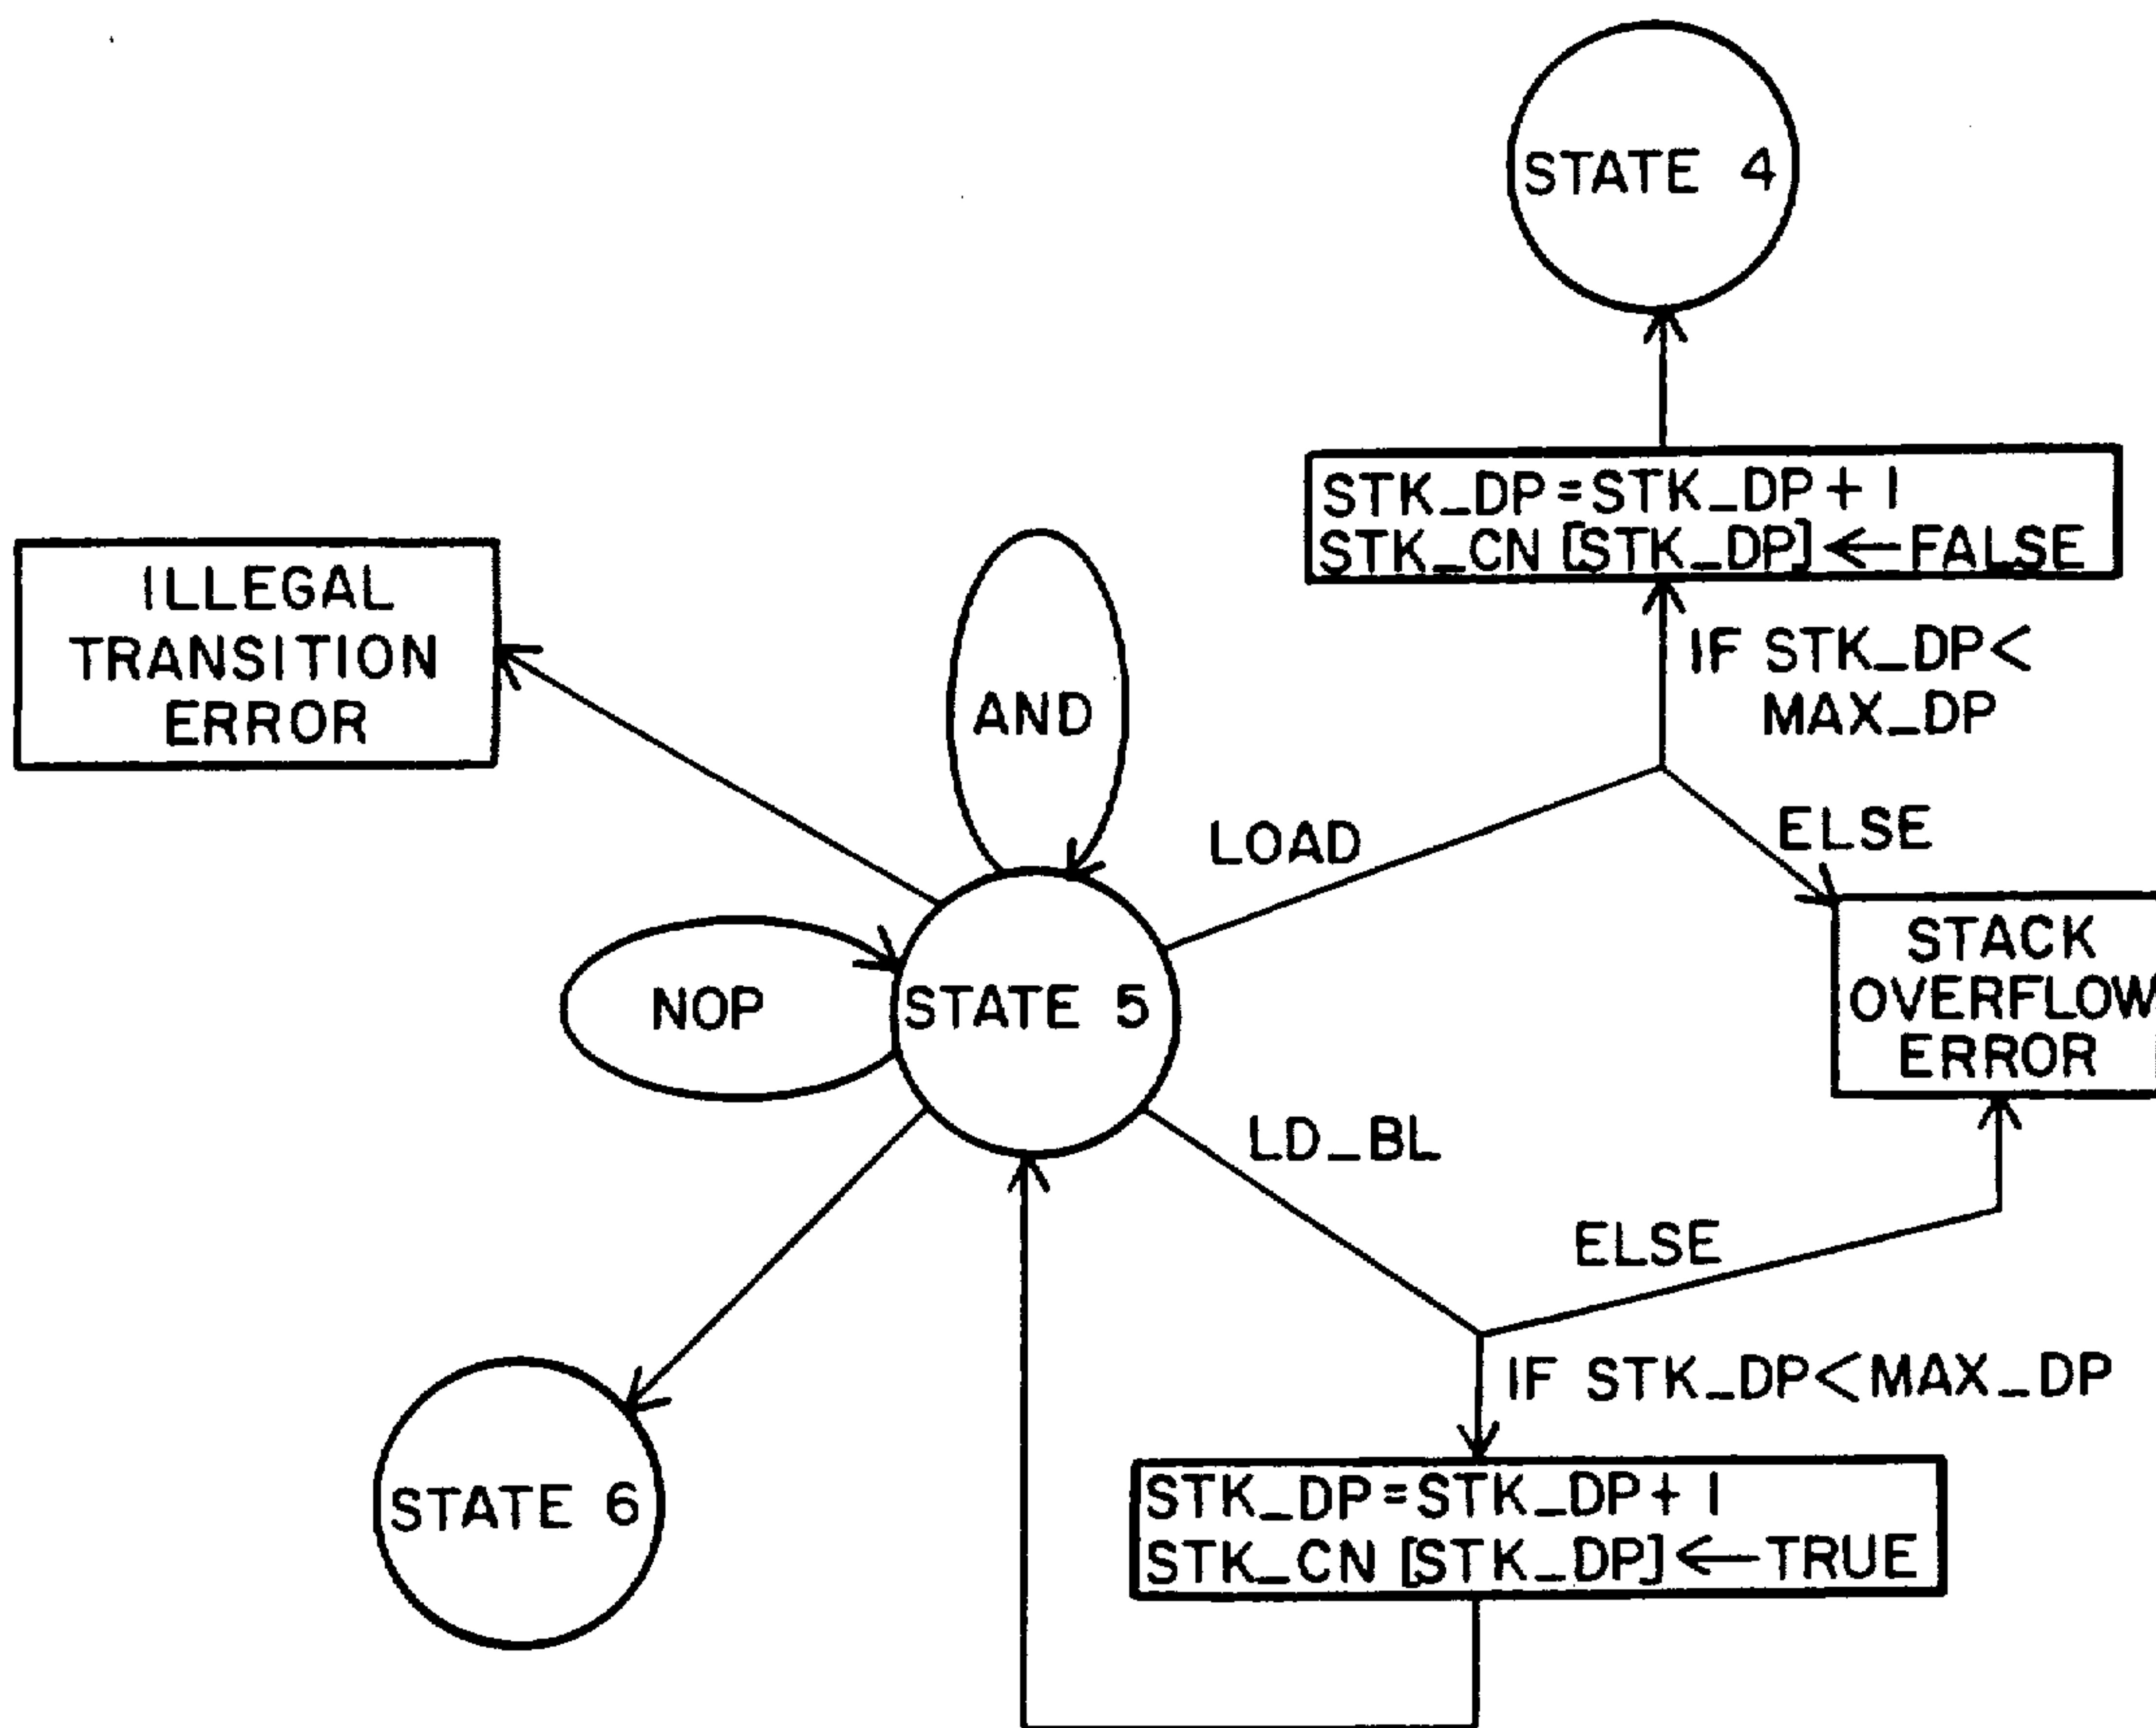 STATE 4
STK_DP=STK_DP+1
STK_CN [STK_DP]←FALSE
IF STK_DP<
MAX_DP
ILLEGAL
TRANSITION
ERROR
AND
LOAD
ELSE
STACK
OVERFLOW
ERROR
NOP
STATE 5
LD_BL
ELSE
IF STK_DP<MAX_DP
STATE 6
STK_DP=STK_DP+1
STK_CN [STK_DP]←TRUE